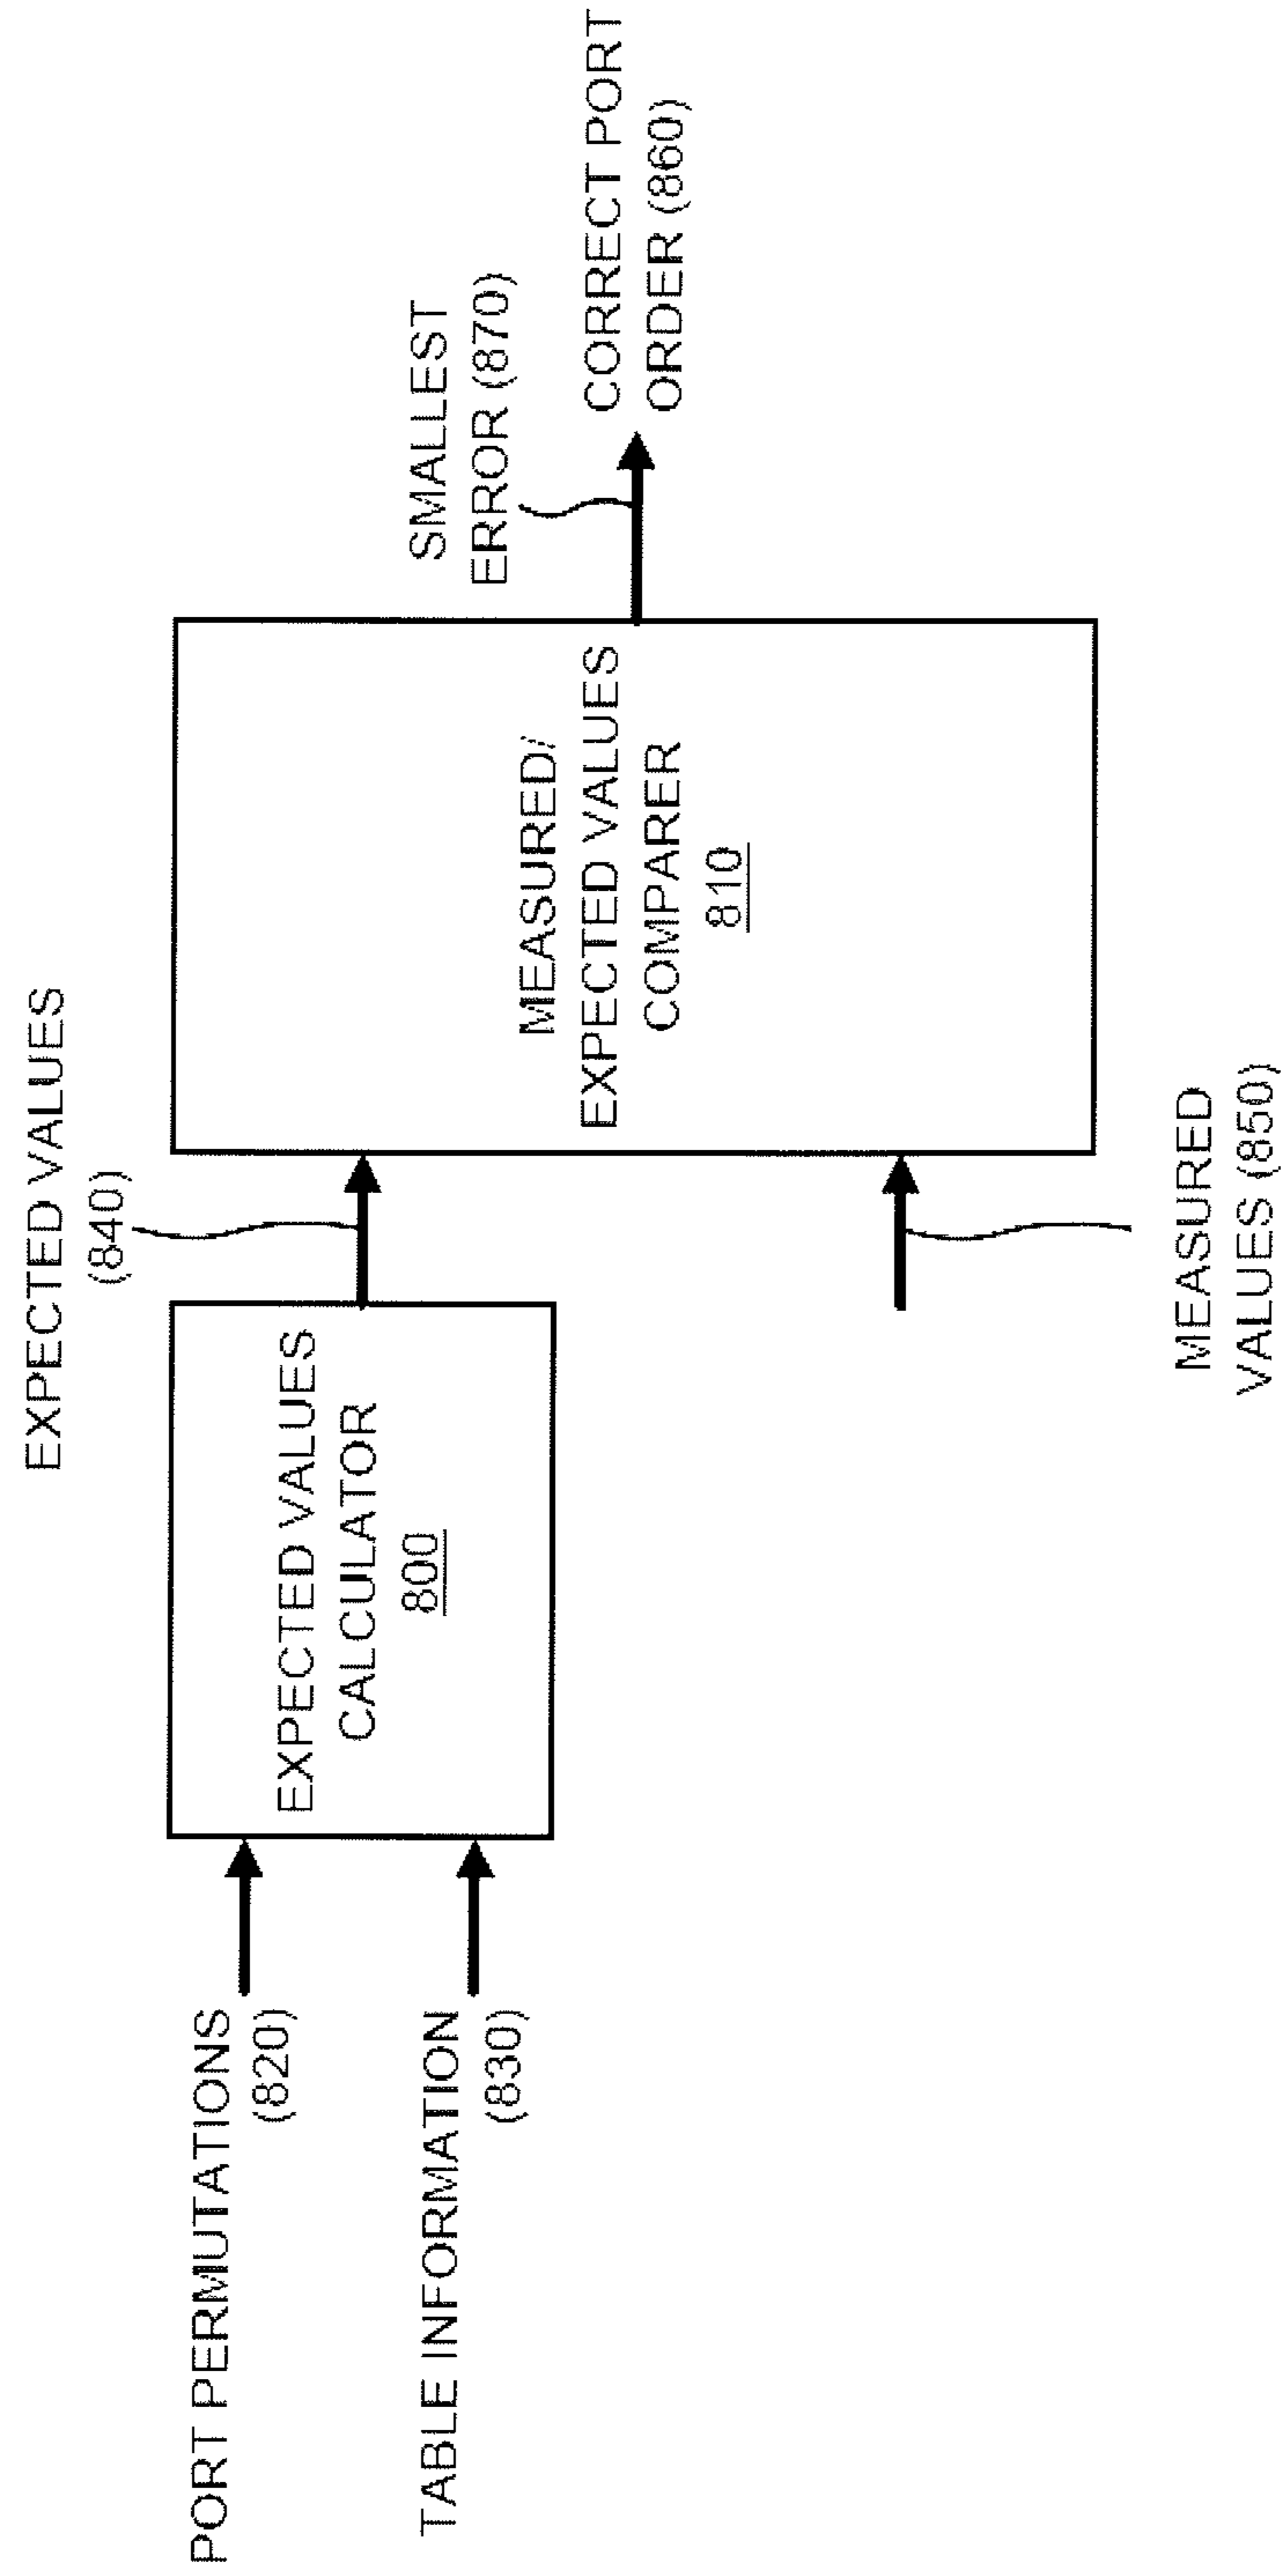 PORT PERMUTATIONS
(820)
TABLE INFORMATION
(830)
EXPECTED VALUES
CALCULATOR
800
EXPECTED VALUES
(840)
MEASURED
VALUES (850)
MEASURED/
EXPECTED VALUES
COMPARER
810
SMALLEST
ERROR (870)
CORRECT PORT
ORDER (860)